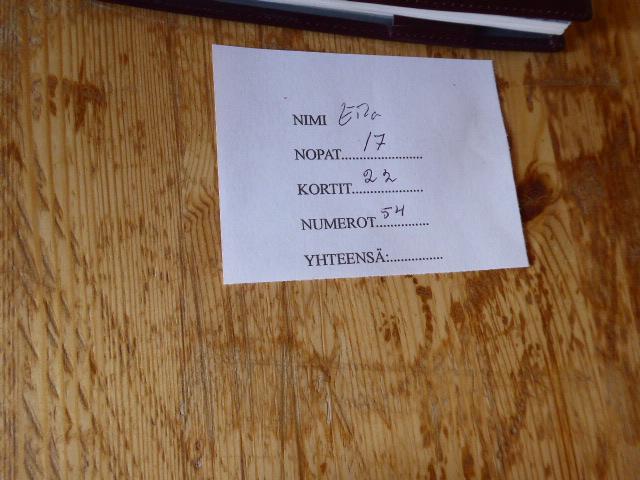 NIMI Eila
NOPAT 17
KORTIT 22
NUMEROT 54
YHTEENSÄ: